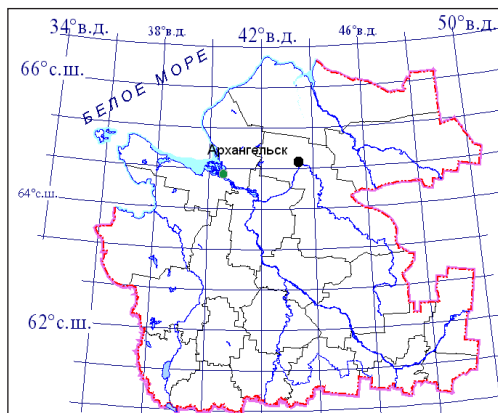 34°в.д.
38°в.д.
42°в.д.
46°в.д.
50°в.д.
66°с.ш.
БЕЛОЕ МОРЕ
Архангельск
64°с.ш.
62°с.ш.